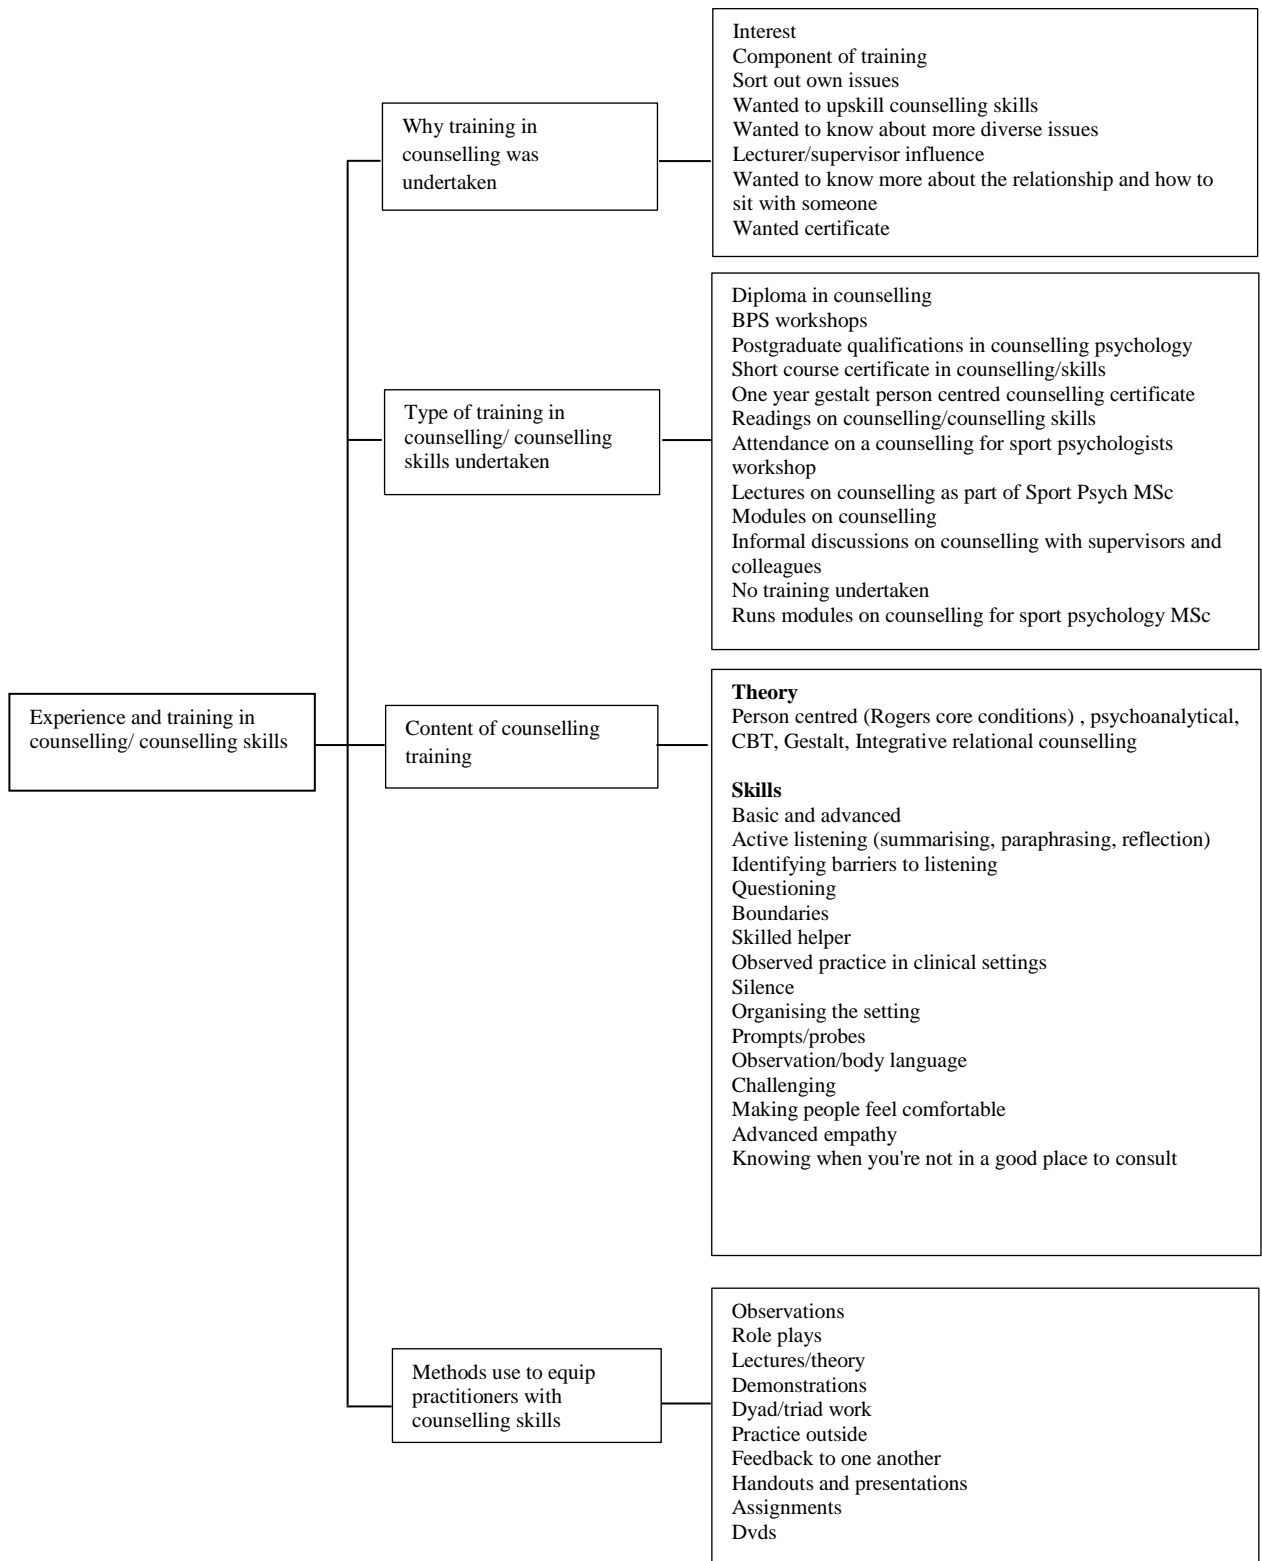 Experience and training in
counselling/ counselling skills
Why training in
counselling was
undertaken
Interest
Component of training
Sort out own issues
Wanted to upskill counselling skills
Wanted to know about more diverse issues
Lecturer/supervisor influence
Wanted to know more about the relationship and how to
sit with someone
Wanted certificate
Type of training in
counselling/ counselling
skills undertaken
Diploma in counselling
BPS workshops
Postgraduate qualifications in counselling psychology
Short course certificate in counselling/skills
One year gestalt person centred counselling certificate
Readings on counselling/counselling skills
Attendance on a counselling for sport psychologists
workshop
Lectures on counselling as part of Sport Psych MSc
Modules on counselling
Informal discussions on counselling with supervisors and
colleagues
No training undertaken
Runs modules on counselling for sport psychology MSc
Content of counselling
training
Theory
Person centred (Rogers core conditions) , psychoanalytical,
CBT, Gestalt, Integrative relational counselling
Skills
Basic and advanced
Active listening (summarising, paraphrasing, reflection)
Identifying barriers to listening
Questioning
Boundaries
Skilled helper
Observed practice in clinical settings
Silence
Organising the setting
Prompts/probes
Observation/body language
Challenging
Making people feel comfortable
Advanced empathy
Knowing when you're not in a good place to consult
Methods use to equip
practitioners with
counselling skills
Observations
Role plays
Lectures/theory
Demonstrations
Dyad/triad work
Practice outside
Feedback to one another
Handouts and presentations
Assignments
Dvds